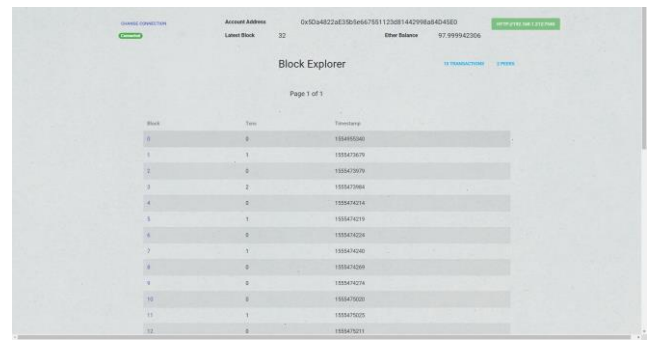 CHANGE CONNECTION Account Address 0x5Da4822aE35b5e667551123d81442998a84D45E0
Connected Latest Block 32 Ether Balance 97.999942306
Block Explorer
Page 1 of 1
Block Txns Timestamp
0 0
1 1 1555473679
2 0 1555473979
3 2 1555473984
4 0 1555474214
5 1 1555474219
6 0 1555474224
7 1 1555474240
8 0 1555474269
9 0 1555474274
10 0 1555475020
11 1 1555475025
12 0 1555475211